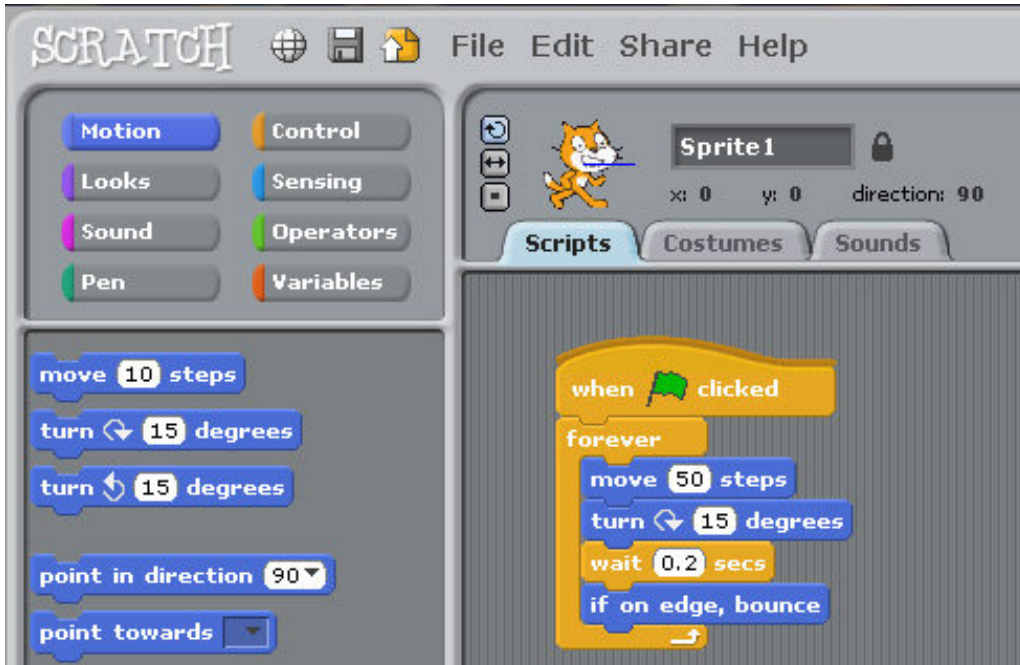 SCRATCH File Edit Share Help
Motion Control
Looks Sensing
Sound Operators
Pen Variables
move 10 steps
turn 15 degrees
turn 15 degrees
point in direction 90
point towards
Sprite1
x: 0 y: 0 direction: 90
Scripts Costumes Sounds
when clicked
forever
move 50 steps
turn 15 degrees
wait 0.2 secs
if on edge, bounce